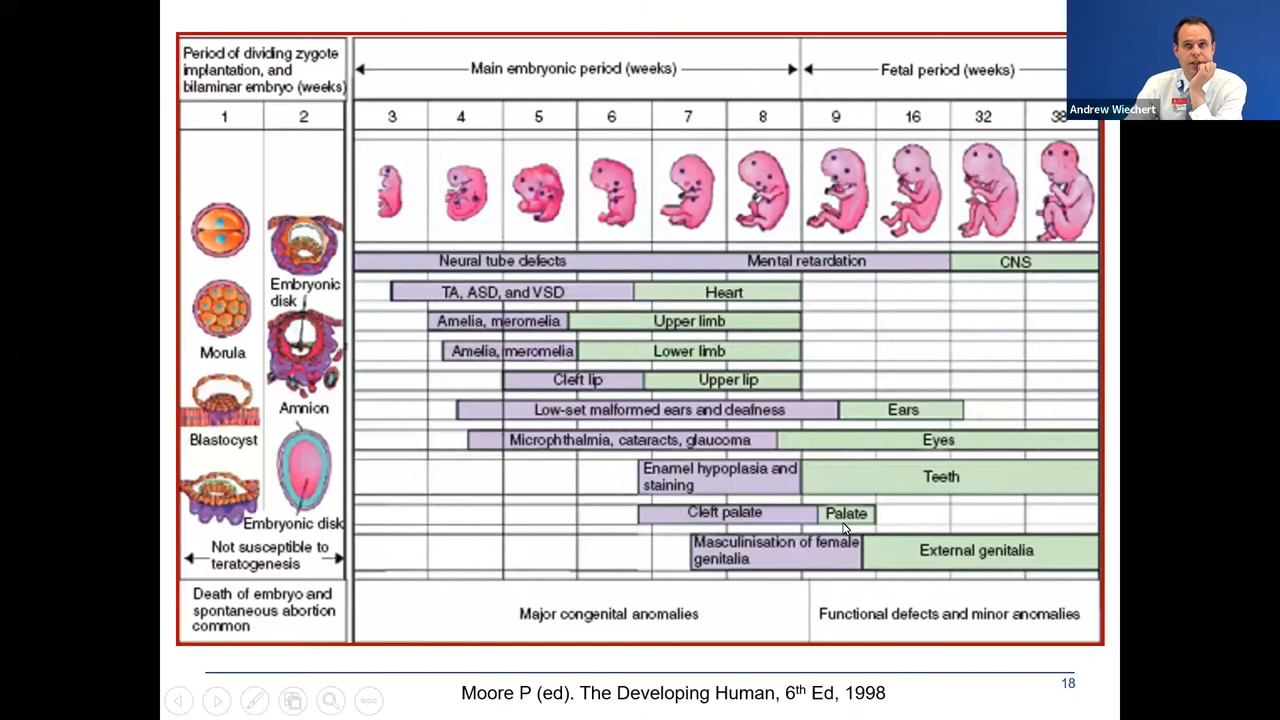 Period of dividing zygote
implantation, and
bilaminar embryo (weeks)
Main embryonic period (weeks)
Fetal period (weeks)
Andrew Wiechert
1 2 3 4 5 6 7 8 9 16 32 38
Neural tube defects
Mental retardation
CNS
Embryonic
disk
TA, ASD, and VSD
Heart
Amelia, meromelia
Upper limb
Morula
Amelia, meromelia
Lower limb
Cleft lip
Upper lip
Amnion
Low-set malformed ears and deafness
Ears
Blastocyst
Microphthalmia, cataracts, glaucoma
Eyes
Enamel hypoplasia and
staining
Teeth
Embryonic disk
Cleft palate
Palate
Not susceptible to
teratogenesis
Masculinisation of female
genitalia
External genitalia
Death of embryo and
spontaneous abortion
common
Major congenital anomalies
Functional defects and minor anomalies
18
Moore P (ed). The Developing Human, 6th Ed, 1998